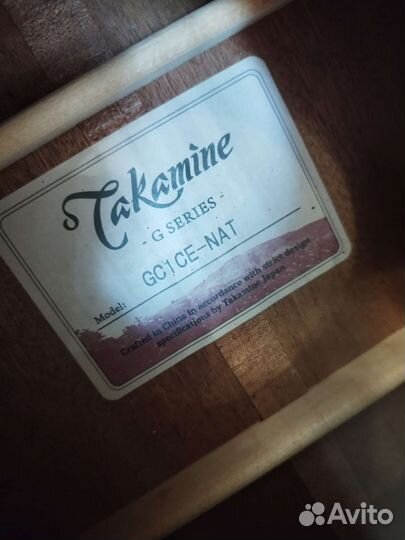 Takamine
- G SERIES -
Model: GC1CE-NAT
Crafted in China in accordance with strict design
specifications by Takamine Japan.
Avito